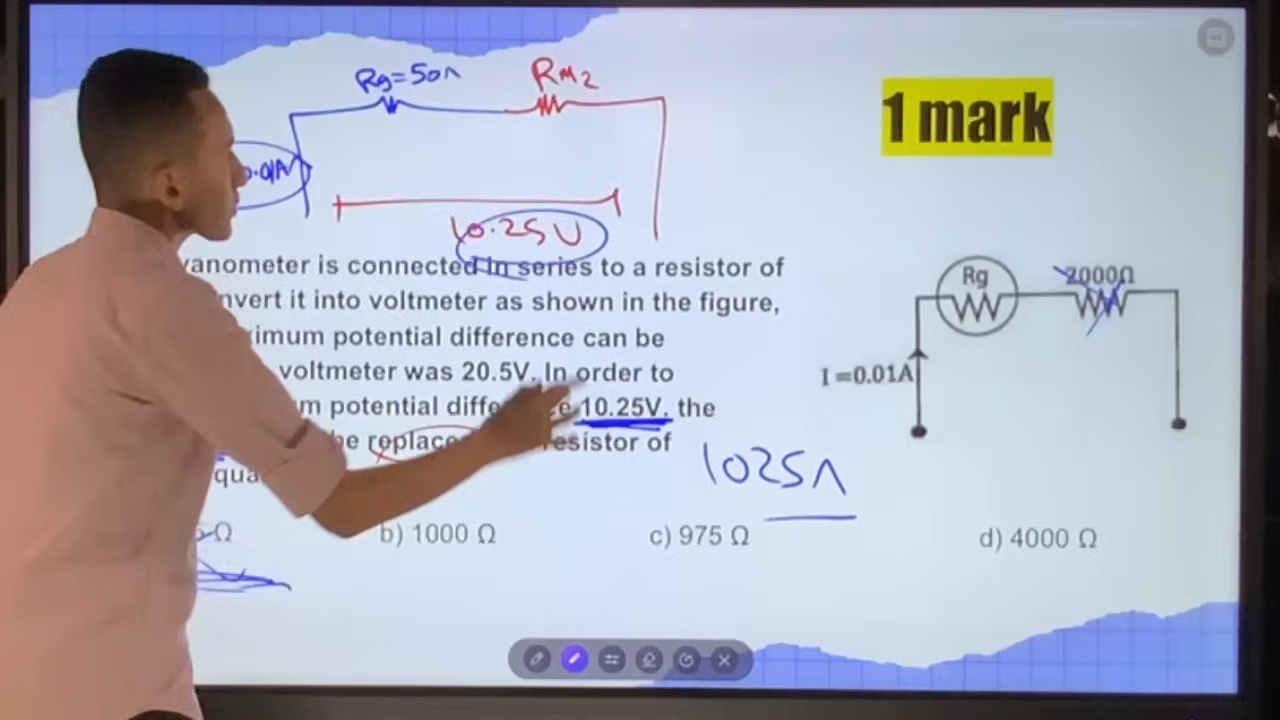 Rg=50Ω
RM2
1 mark
0.01A
10.25V
vanometer is connected in series to a resistor of
nvert it into voltmeter as shown in the figure,
imum potential difference can be
voltmeter was 20.5V. In order to
m potential diffe e 10.25V, the
be replace resistor of
qua
Rg
2000Ω
I =0.01A
1025Ω
Ω
b) 1000 Ω
c) 975 Ω
d) 4000 Ω